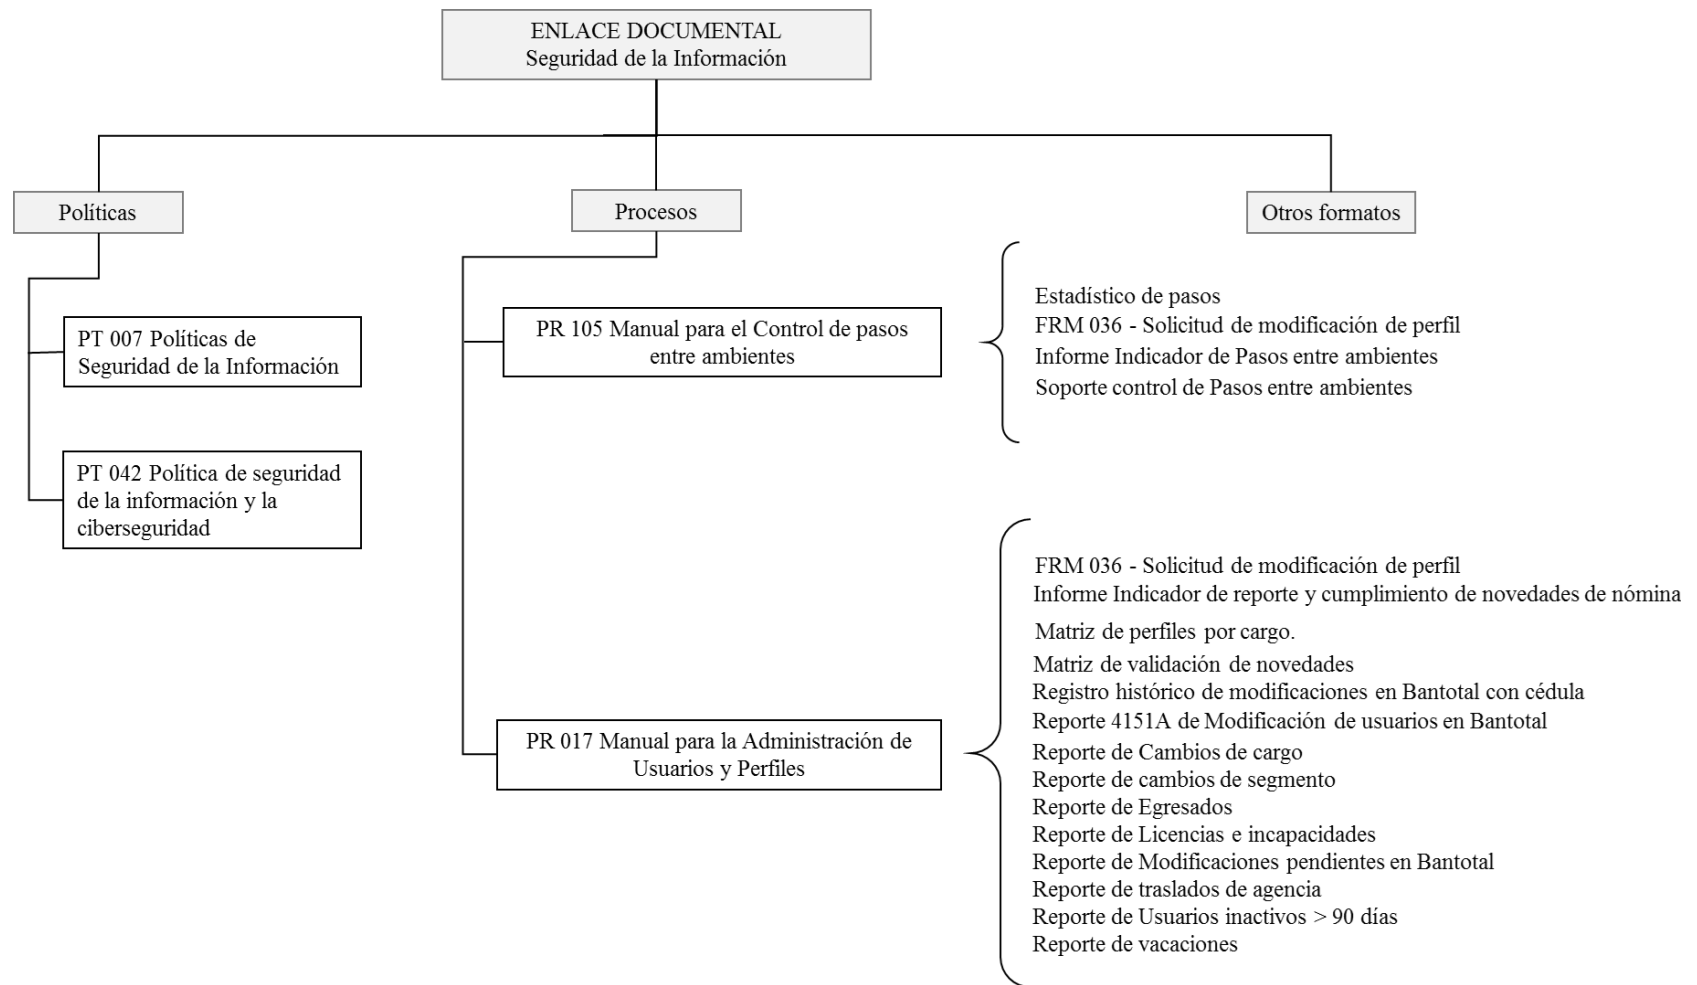 ENLACE DOCUMENTAL
Seguridad de la Información
Políticas
Procesos
Otros formatos
PT 007 Políticas de
Seguridad de la Información
PT 042 Política de seguridad
de la información y la
ciberseguridad
PR 105 Manual para el Control de pasos
entre ambientes
Estadístico de pasos
FRM 036 - Solicitud de modificación de perfil
Informe Indicador de Pasos entre ambientes
Soporte control de Pasos entre ambientes
PR 017 Manual para la Administración de
Usuarios y Perfiles
FRM 036 - Solicitud de modificación de perfil
Informe Indicador de reporte y cumplimiento de novedades de nómina
Matriz de perfiles por cargo.
Matriz de validación de novedades
Registro histórico de modificaciones en Bantotal con cédula
Reporte 4151A de Modificación de usuarios en Bantotal
Reporte de Cambios de cargo
Reporte de cambios de segmento
Reporte de Egresados
Reporte de Licencias e incapacidades
Reporte de Modificaciones pendientes en Bantotal
Reporte de traslados de agencia
Reporte de Usuarios inactivos > 90 días
Reporte de vacaciones